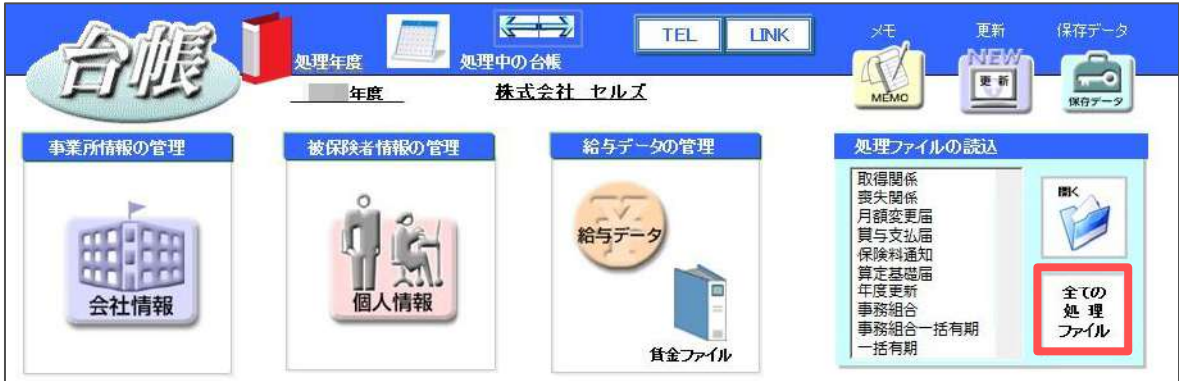 台帳
処理年度
年度
処理中の台帳
株式会社 セルズ
TEL
LINK
メモ
MEMO
更新
NEW
更新
保存データ
保存データ
事業所情報の管理
会社情報
被保険者情報の管理
個人情報
給与データの管理
給与データ
賃金ファイル
処理ファイルの読込
取得関係
喪失関係
月額変更届
賞与支払届
保険料通知
算定基礎届
年度更新
事務組合
事務組合一括有期
一括有期
開く
全ての
処 理
ファイル